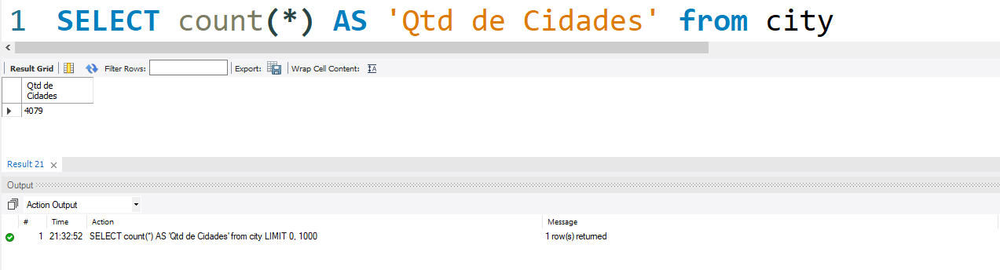 1 SELECT count(*) AS 'Qtd de Cidades' from city
Result Grid Filter Rows: Export: Wrap Cell Content:
Qtd de
Cidades
4079
Result 21
Output
Action Output
# Time Action Message
1 21:32:52 SELECT count(*) AS 'Qtd de Cidades' from city LIMIT 0, 1000 1 row(s) returned